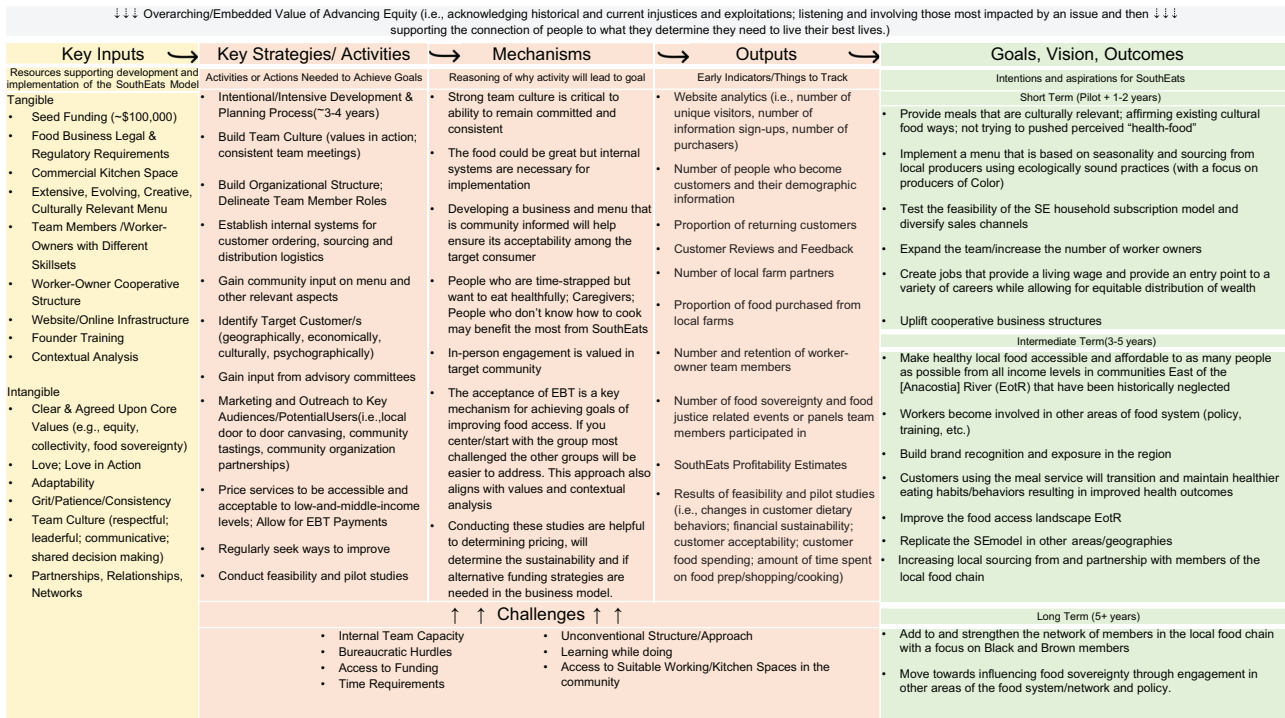 ↓↓↓ Overarching/Embedded Value of Advancing Equity (i.e., acknowledging historical and current injustices and exploitations; listening and involving those most impacted by an issue and then ↓↓↓
supporting the connection of people to what they determine they need to live their best lives.)
Key Inputs
Resources supporting development and
implementation of the SouthEats Model
Tangible
• Seed Funding (~$100,000)
• Food Business Legal &
Regulatory Requirements
• Commercial Kitchen Space
• Extensive, Evolving, Creative,
Culturally Relevant Menu
• Team Members /Worker-
Owners with Different
Skillsets
• Worker-Owner Cooperative
Structure
• Website/Online Infrastructure
• Founder Training
• Contextual Analysis
Intangible
• Clear & Agreed Upon Core
Values (e.g., equity,
collectivity, food sovereignty)
• Love; Love in Action
• Adaptability
• Grit/Patience/Consistency
• Team Culture (respectful;
leaderful; communicative;
shared decision making)
• Partnerships, Relationships,
Networks
Key Strategies/ Activities
Activities or Actions Needed to Achieve Goals
• Intentional/Intensive Development &
Planning Process(~3-4 years)
• Build Team Culture (values in action;
consistent team meetings)
• Build Organizational Structure;
Delineate Team Member Roles
• Establish internal systems for
customer ordering, sourcing and
distribution logistics
• Gain community input on menu and
other relevant aspects
• Identify Target Customer/s
(geographically, economically,
culturally, psychographically)
• Gain input from advisory committees
• Marketing and Outreach to Key
Audiences/PotentialUsers(i.e.,local
door to door canvasing, community
tastings, community organization
partnerships)
• Price services to be accessible and
acceptable to low-and-middle-income
levels; Allow for EBT Payments
• Regularly seek ways to improve
• Conduct feasibility and pilot studies
Mechanisms
Reasoning of why activity will lead to goal
• Strong team culture is critical to
ability to remain committed and
consistent
• The food could be great but internal
systems are necessary for
implementation
• Developing a business and menu that
is community informed will help
ensure its acceptability among the
target consumer
• People who are time-strapped but
want to eat healthfully; Caregivers;
People who don't know how to cook
may benefit the most from SouthEats
• In-person engagement is valued in
target community
• The acceptance of EBT is a key
mechanism for achieving goals of
improving food access. If you
center/start with the group most
challenged the other groups will be
easier to address. This approach also
aligns with values and contextual
analysis
• Conducting these studies are helpful
to determining pricing, will
determine the sustainability and if
alternative funding strategies are
needed in the business model.
Outputs
Early Indicators/Things to Track
• Website analytics (i.e., number of
unique visitors, number of
information sign-ups, number of
purchasers)
• Number of people who become
customers and their demographic
information
• Proportion of returning customers
• Customer Reviews and Feedback
• Number of local farm partners
• Proportion of food purchased from
local farms
• Number and retention of worker-
owner team members
• Number of food sovereignty and food
justice related events or panels team
members participated in
• SouthEats Profitability Estimates
• Results of feasibility and pilot studies
(i.e., changes in customer dietary
behaviors; financial sustainability;
customer acceptability; customer
food spending; amount of time spent
on food prep/shopping/cooking)
↑ ↑ Challenges ↑ ↑
• Internal Team Capacity
• Bureaucratic Hurdles
• Access to Funding
• Time Requirements
• Unconventional Structure/Approach
• Learning while doing
• Access to Suitable Working/Kitchen Spaces in the
community
Goals, Vision, Outcomes
Intentions and aspirations for SouthEats
Short Term (Pilot + 1-2 years)
• Provide meals that are culturally relevant; affirming existing cultural
food ways; not trying to pushed perceived "health-food"
• Implement a menu that is based on seasonality and sourcing from
local producers using ecologically sound practices (with a focus on
producers of Color)
• Test the feasibility of the SE household subscription model and
diversify sales channels
• Expand the team/increase the number of worker owners
• Create jobs that provide a living wage and provide an entry point to a
variety of careers while allowing for equitable distribution of wealth
• Uplift cooperative business structures
Intermediate Term(3-5 years)
• Make healthy local food accessible and affordable to as many people
as possible from all income levels in communities East of the
[Anacostia] River (EotR) that have been historically neglected
• Workers become involved in other areas of food system (policy,
training, etc.)
• Build brand recognition and exposure in the region
• Customers using the meal service will transition and maintain healthier
eating habits/behaviors resulting in improved health outcomes
• Improve the food access landscape EotR
• Replicate the SEmodel in other areas/geographies
• Increasing local sourcing from and partnership with members of the
local food chain
Long Term (5+ years)
• Add to and strengthen the network of members in the local food chain
with a focus on Black and Brown members
• Move towards influencing food sovereignty through engagement in
other areas of the food system/network and policy.